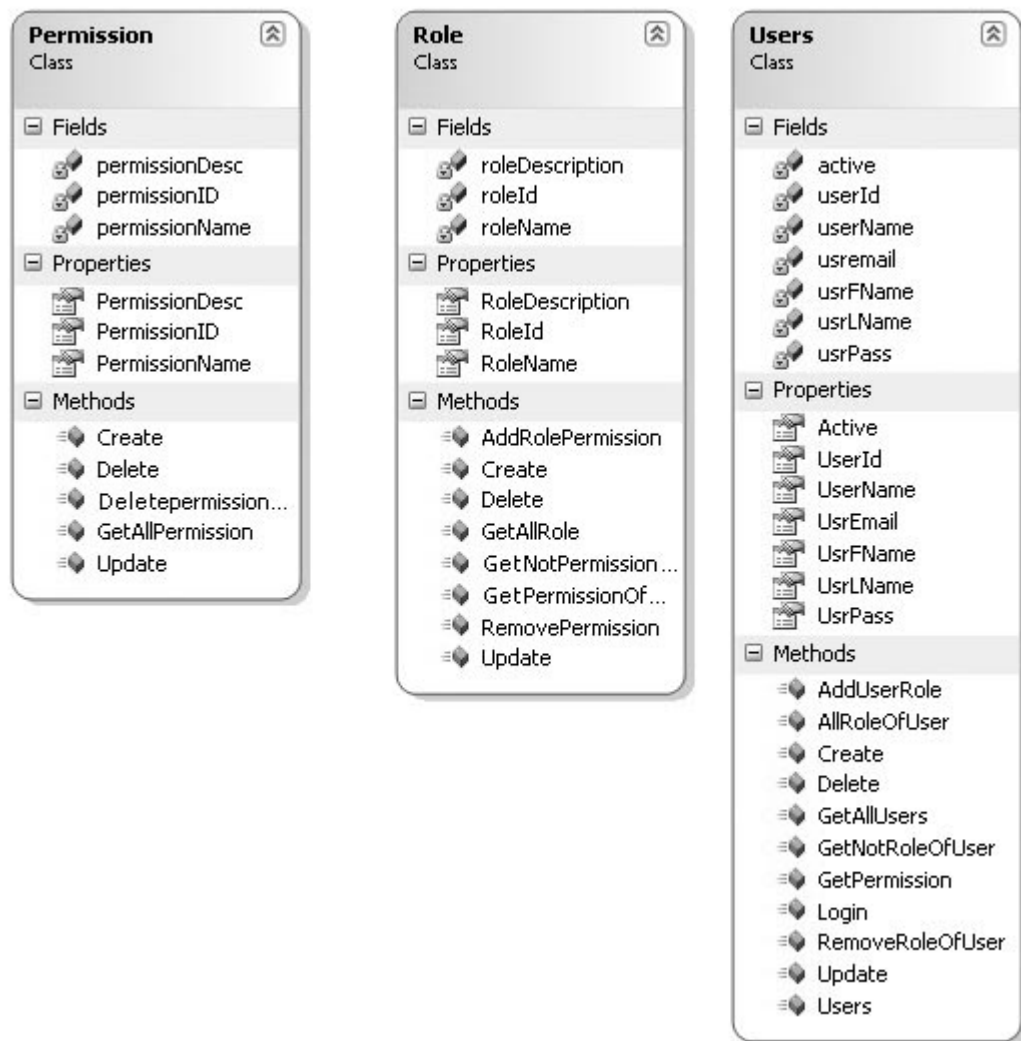 Permission
Class
Fields
permissionDesc
permissionID
permissionName
Properties
PermissionDesc
PermissionID
PermissionName
Methods
Create
Delete
Deletepermission...
GetAllPermission
Update
Role
Class
Fields
roleDescription
roleId
roleName
Properties
RoleDescription
RoleId
RoleName
Methods
AddRolePermission
Create
Delete
GetAllRole
GetNotPermission...
GetPermissionOf...
RemovePermission
Update
Users
Class
Fields
active
userId
userName
usremail
usrFName
usrLName
usrPass
Properties
Active
UserId
UserName
UsrEmail
UsrFName
UsrLName
UsrPass
Methods
AddUserRole
AllRoleOfUser
Create
Delete
GetAllUsers
GetNotRoleOfUser
GetPermission
Login
RemoveRoleOfUser
Update
Users